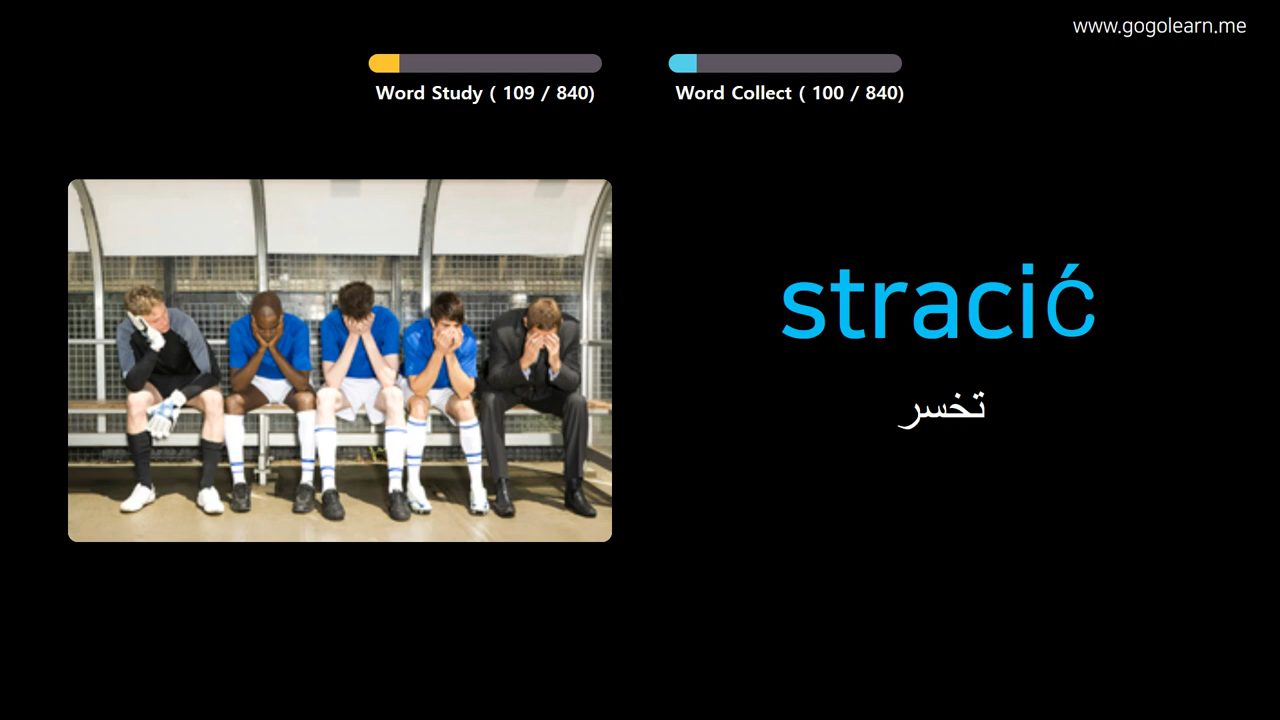 www.gogolearn.me
Word Study ( 109 / 840)
Word Collect ( 100 / 840)
stracić
تخسر